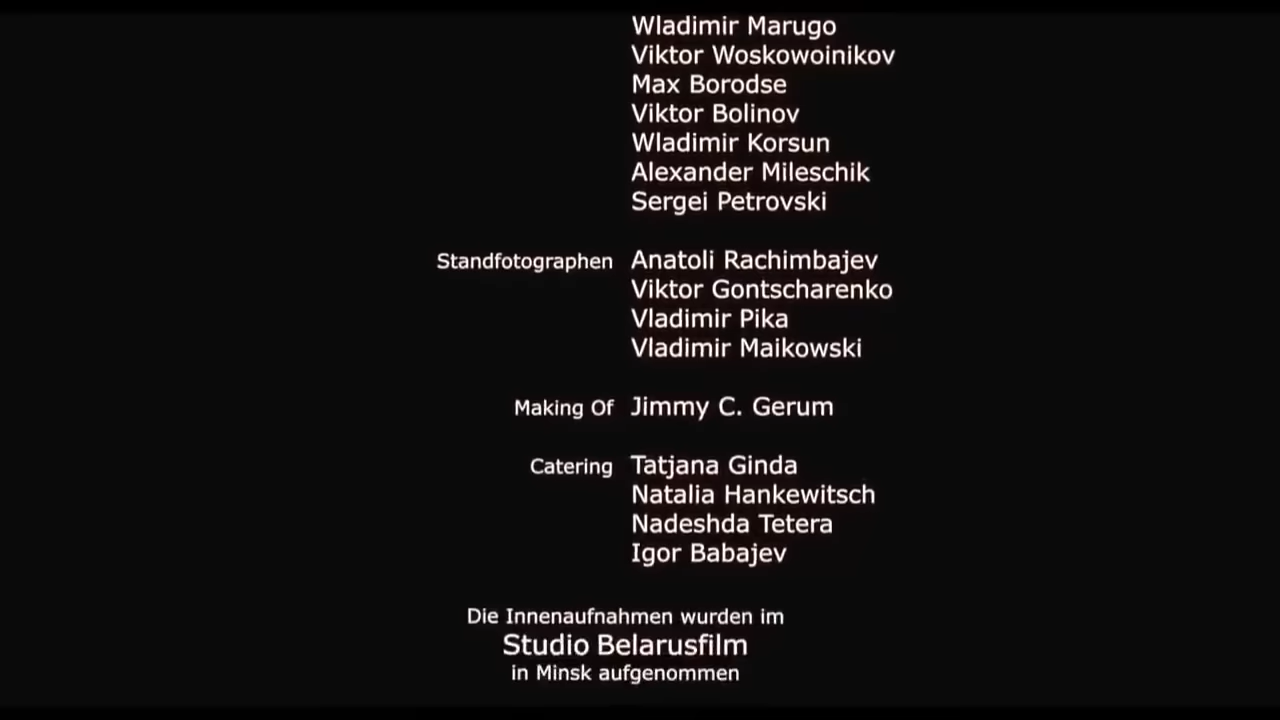 Wladimir Marugo
Viktor Woskowoinikov
Max Borodse
Viktor Bolinov
Wladimir Korsun
Alexander Mileschik
Sergei Petrovski
Standfotographen Anatoli Rachimbajev
Viktor Gontscharenko
Vladimir Pika
Vladimir Maikowski
Making Of Jimmy C. Gerum
Catering Tatjana Ginda
Natalia Hankewitsch
Nadeshda Tetera
Igor Babajev
Die Innenaufnahmen wurden im
Studio Belarusfilm
in Minsk aufgenommen